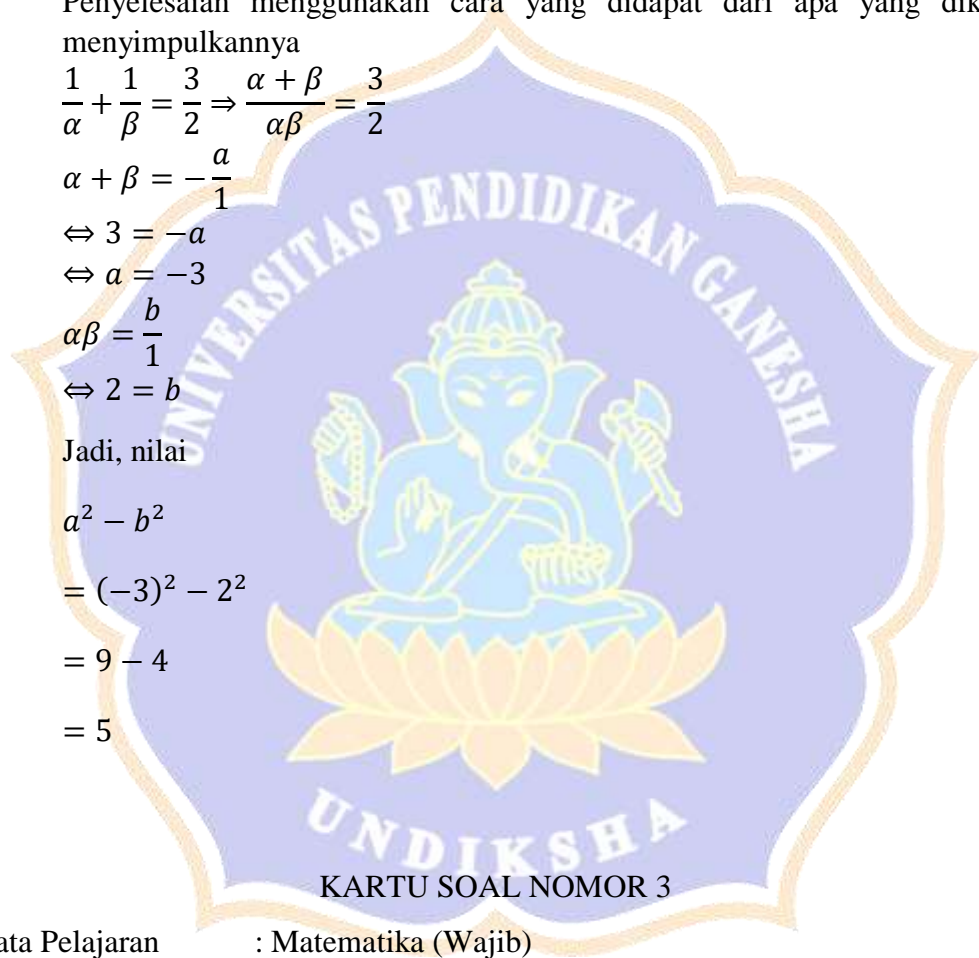 Penyelesaian menggunakan cara yang didapat dari apa yang
menyimpulkannya
1/α + 1/β = 3/2 ⇒ (α + β)/αβ = 3/2
α + β = −a/1
⇔ 3 = −a
⇔ a = −3
αβ = b/1
⇔ 2 = b
Jadi, nilai
a² − b²
= (−3)² − 2²
= 9 − 4
= 5
UNIVERSITAS PENDIDIKAN GANESHA
UNDIKSHA
KARTU SOAL NOMOR 3
Pelajaran : Matematika (Wajib)